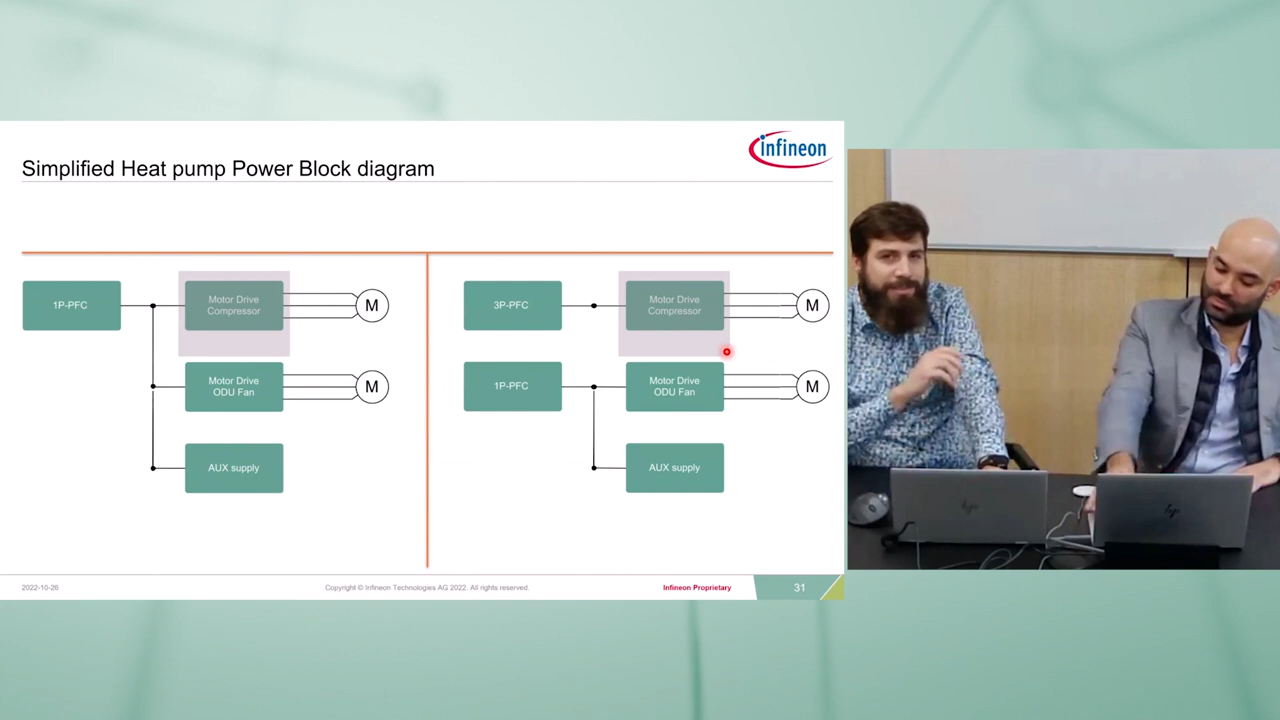 infineon
Simplified Heat pump Power Block diagram
1P-PFC
Motor Drive
Compressor
M
Motor Drive
ODU Fan
M
AUX supply
3P-PFC
Motor Drive
Compressor
M
1P-PFC
Motor Drive
ODU Fan
M
AUX supply
2022-10-26
Copyright © Infineon Technologies AG 2022. All rights reserved.
Infineon Proprietary
31
hp
hp